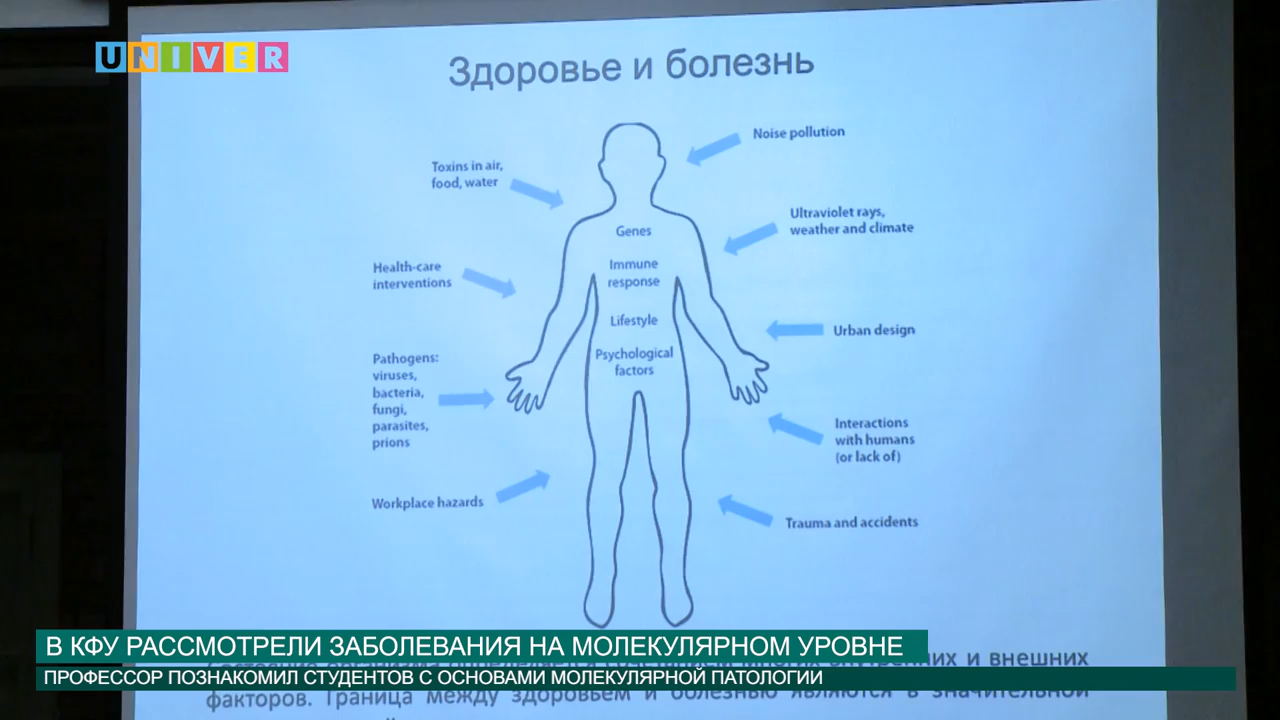 UNIVER
Здоровье и болезнь
Noise pollution
Toxins in air,
food, water
Ultraviolet rays,
weather and climate
Genes
Health-care
interventions
Immune
response
Lifestyle
Urban design
Psychological
factors
Pathogens:
viruses,
bacteria,
fungi,
parasites,
prions
Interactions
with humans
(or lack of)
Workplace hazards
Trauma and accidents
В КФУ РАССМОТРЕЛИ ЗАБОЛЕВАНИЯ НА МОЛЕКУЛЯРНОМ УРОВНЕ
и внешних
ПРОФЕССОР ПОЗНАКОМИЛ СТУДЕНТОВ С ОСНОВАМИ МОЛЕКУЛЯРНОЙ ПАТОЛОГИИ
факторов. Граница между здоровьем и болезнью являются в значительной